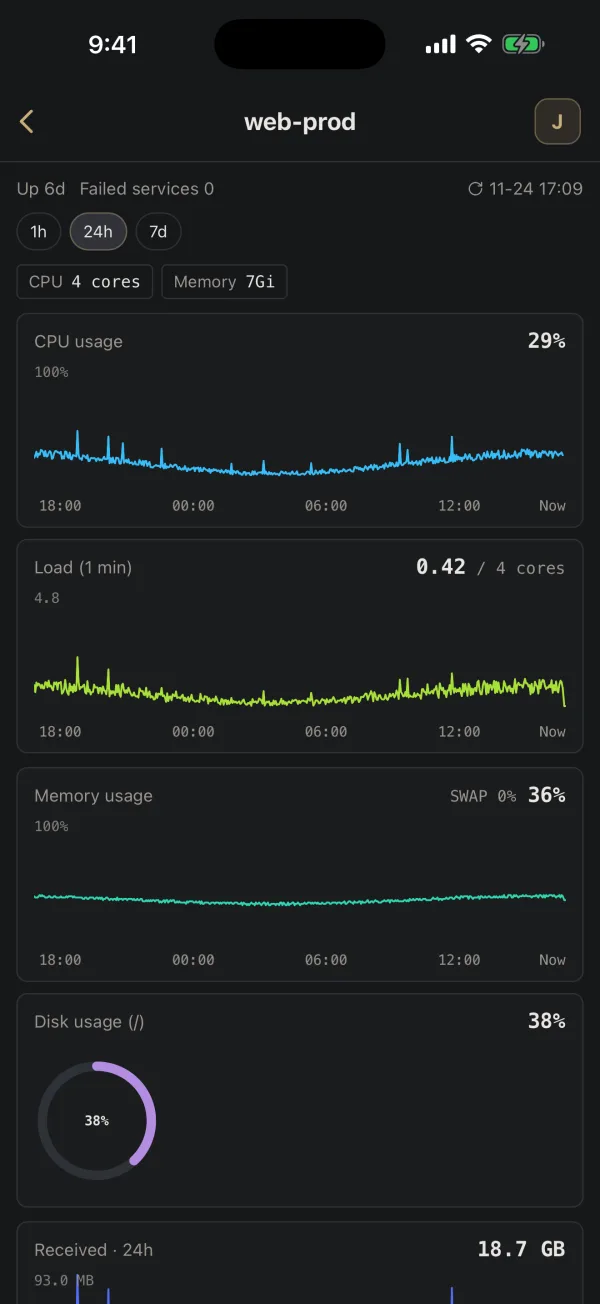 9:41
web-prod
J
Up 6d Failed services 0 11-24 17:09
1h 24h 7d
CPU 4 cores Memory 7Gi
CPU usage 29%
100%
18:00 00:00 06:00 12:00 Now
Load (1 min) 0.42 / 4 cores
4.8
18:00 00:00 06:00 12:00 Now
Memory usage SWAP 0% 36%
100%
18:00 00:00 06:00 12:00 Now
Disk usage (/) 38%
38%
Received · 24h 18.7 GB
93.0 MB